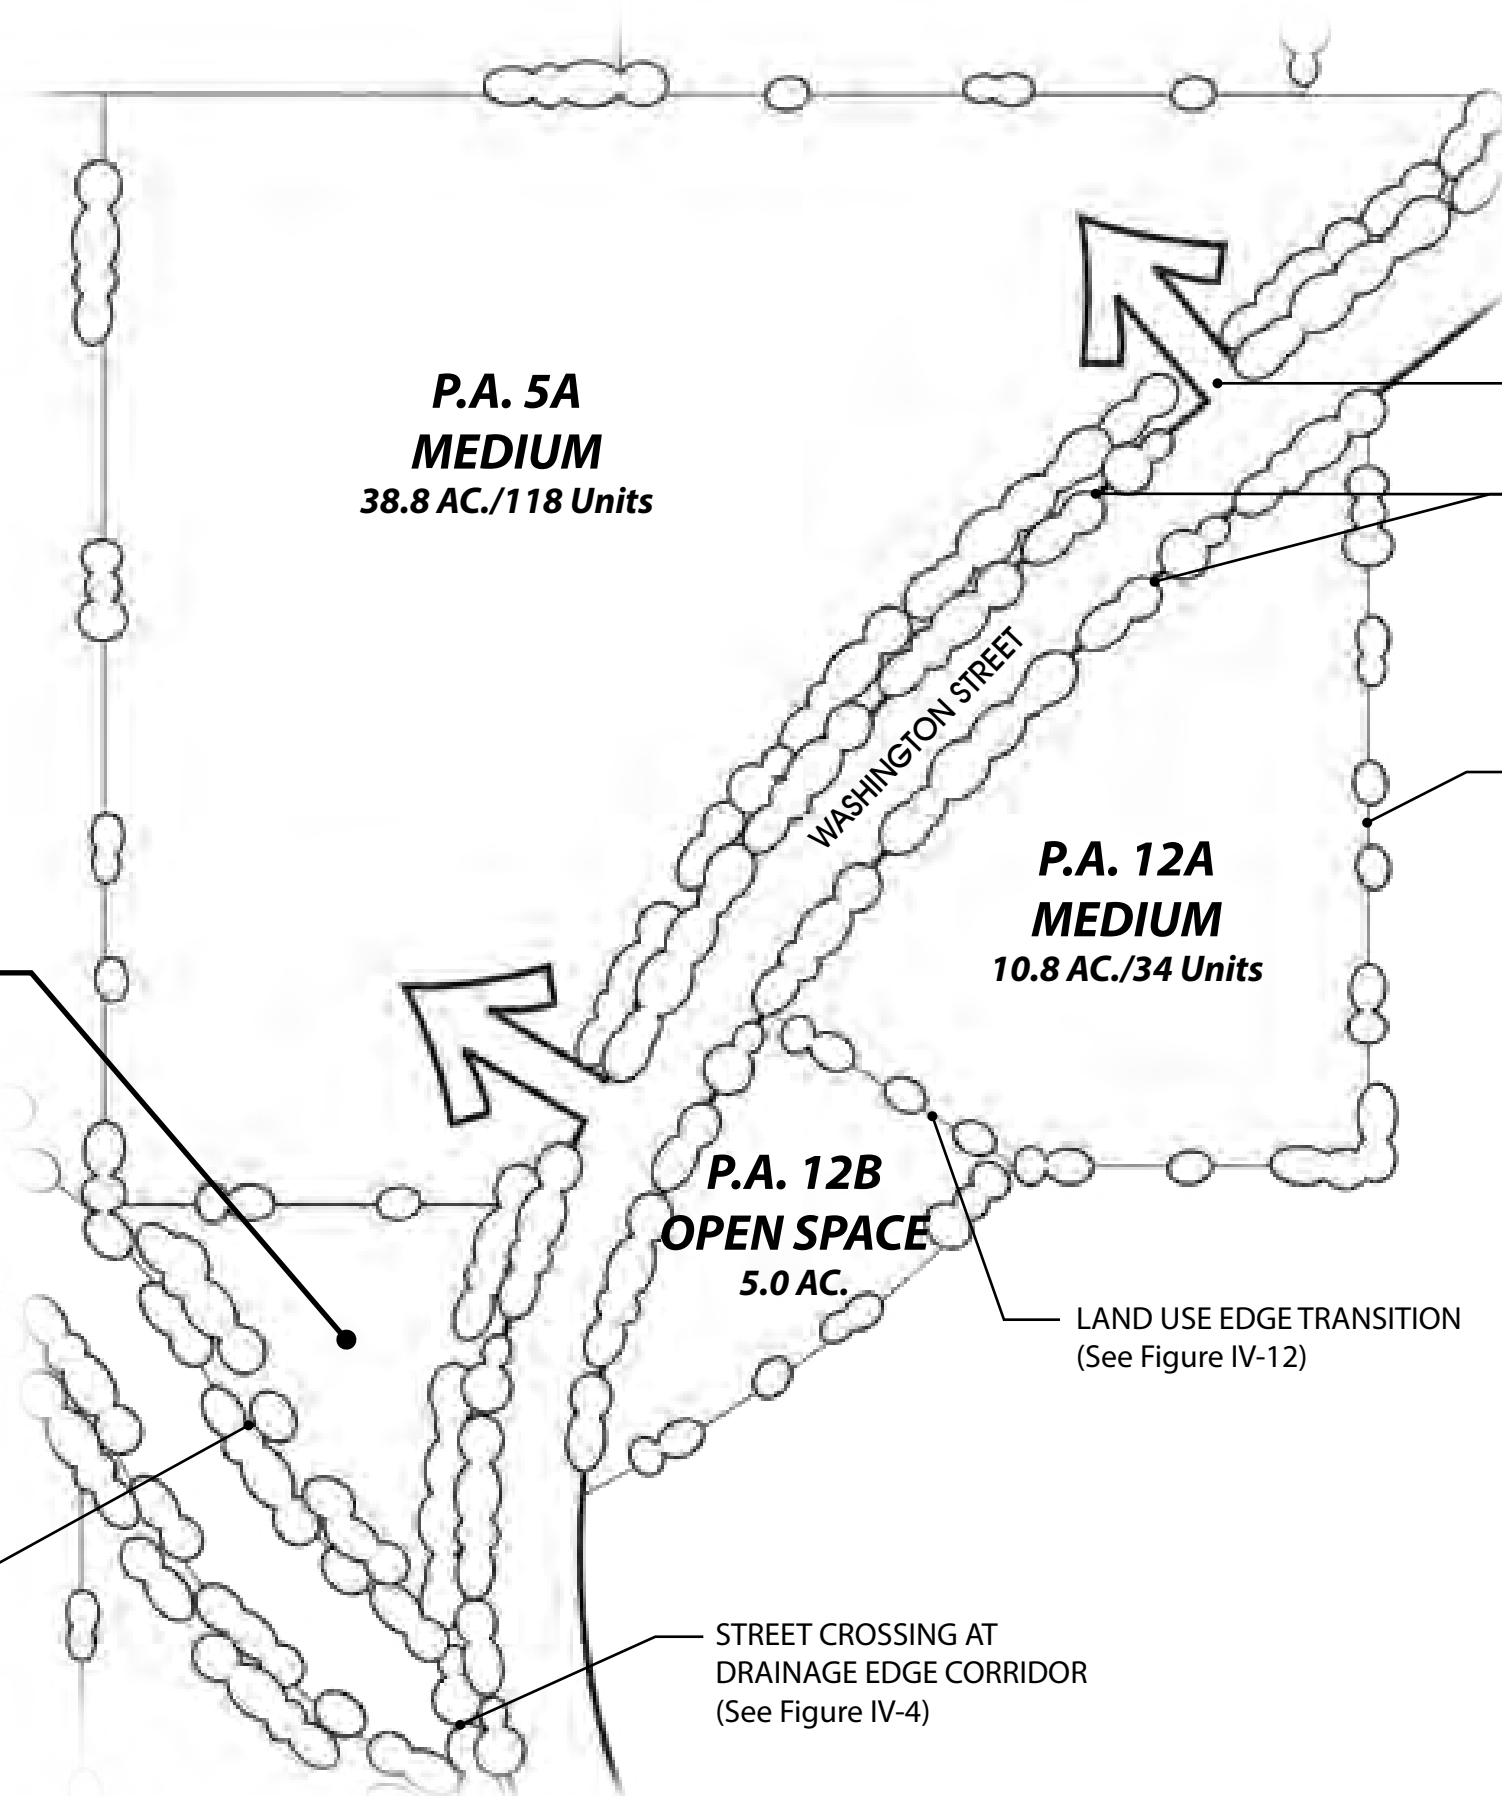 P.A. 5A
MEDIUM
38.8 AC./118 Units
WASHINGTON STREET
P.A. 12A
MEDIUM
10.8 AC./34 Units
P.A. 12B
OPEN SPACE
5.0 AC.
LAND USE EDGE TRANSITION
(See Figure IV-12)
STREET CROSSING AT
DRAINAGE EDGE CORRIDOR
(See Figure IV-4)